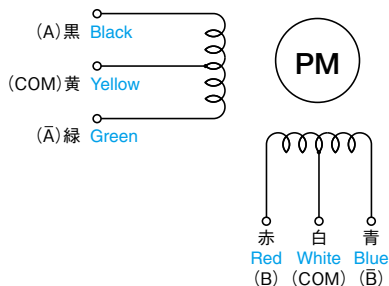 (A)黒 Black
(COM)黄 Yellow
(A̅)緑 Green
PM
赤 白 青
Red White Blue
(B) (COM) (B̅)